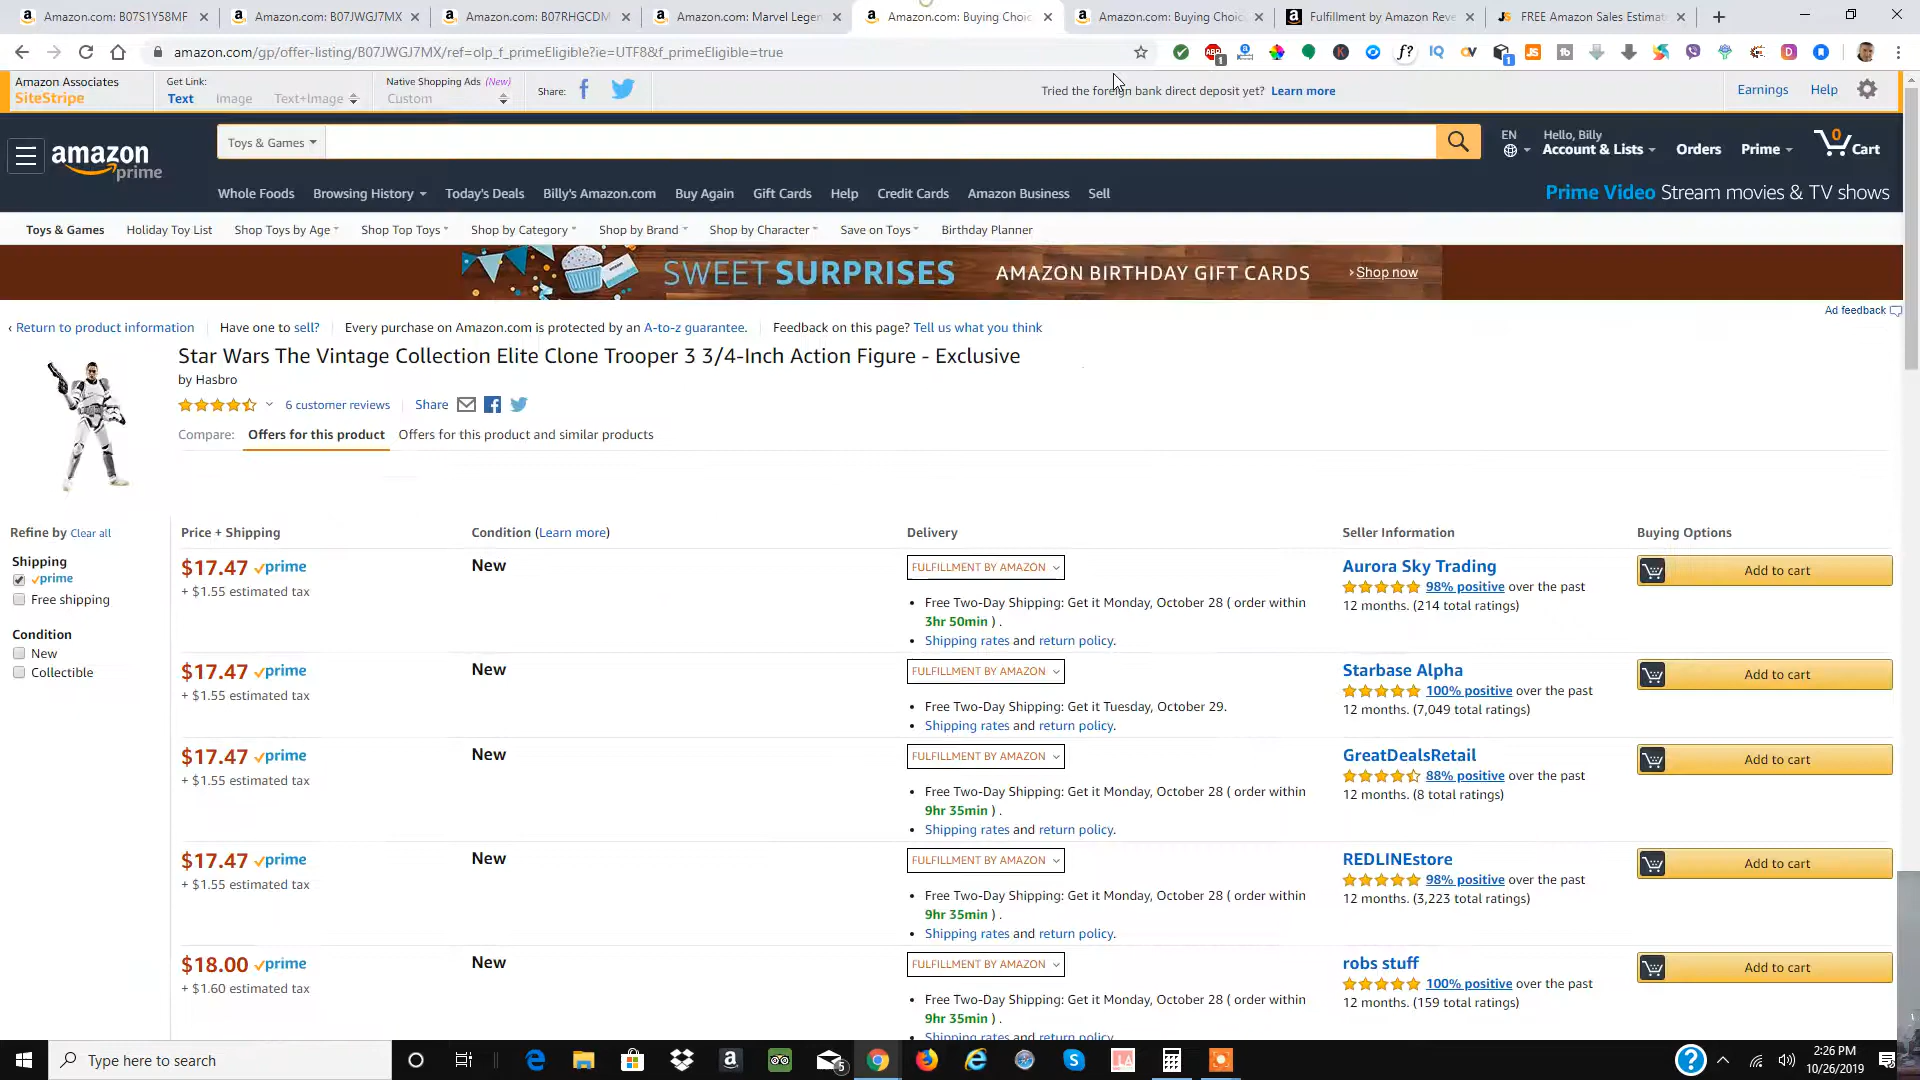 Amazon.com: B07S1Y58MF
Amazon.com: B07JWGJ7MX
Amazon.com: B07RHGCDM
Amazon.com: Marvel Legen
Amazon.com: Buying Choic
Amazon.com: Buying Choic
Fulfillment by Amazon Reve
FREE Amazon Sales Estimat
amazon.com/gp/offer-listing/B07JWGJ7MX/ref=olp_f_primeEligible?ie=UTF8&f_primeEligible=true
Amazon Associates
SiteStripe
Get Link:
Text Image Text+Image
Native Shopping Ads (New)
Custom
Share:
Tried the foreign bank direct deposit yet? Learn more
Earnings Help
amazon
prime
Toys & Games
EN
Hello, Billy
Account & Lists
Orders
Prime
0
Cart
Whole Foods Browsing History Today's Deals Billy's Amazon.com Buy Again Gift Cards Help Credit Cards Amazon Business Sell
Prime Video Stream movies & TV shows
Toys & Games Holiday Toy List Shop Toys by Age Shop Top Toys Shop by Category Shop by Brand Shop by Character Save on Toys Birthday Planner
SWEET SURPRISES AMAZON BIRTHDAY GIFT CARDS › Shop now
Ad feedback
‹ Return to product information Have one to sell? Every purchase on Amazon.com is protected by an A-to-z guarantee. Feedback on this page? Tell us what you think
Star Wars The Vintage Collection Elite Clone Trooper 3 3/4-Inch Action Figure - Exclusive
by Hasbro
6 customer reviews Share
Compare: Offers for this product Offers for this product and similar products
Refine by Clear all
Shipping
prime
Free shipping
Condition
New
Collectible
Price + Shipping Condition (Learn more) Delivery Seller Information Buying Options
$17.47 prime
+ $1.55 estimated tax
New
FULFILLMENT BY AMAZON
• Free Two-Day Shipping: Get it Monday, October 28 ( order within
3hr 50min ) .
• Shipping rates and return policy.
Aurora Sky Trading
98% positive over the past
12 months. (214 total ratings)
Add to cart
$17.47 prime
+ $1.55 estimated tax
New
FULFILLMENT BY AMAZON
• Free Two-Day Shipping: Get it Tuesday, October 29.
• Shipping rates and return policy.
Starbase Alpha
100% positive over the past
12 months. (7,049 total ratings)
Add to cart
$17.47 prime
+ $1.55 estimated tax
New
FULFILLMENT BY AMAZON
• Free Two-Day Shipping: Get it Monday, October 28 ( order within
9hr 35min ) .
• Shipping rates and return policy.
GreatDealsRetail
88% positive over the past
12 months. (8 total ratings)
Add to cart
$17.47 prime
+ $1.55 estimated tax
New
FULFILLMENT BY AMAZON
• Free Two-Day Shipping: Get it Monday, October 28 ( order within
9hr 35min ) .
• Shipping rates and return policy.
REDLINEstore
98% positive over the past
12 months. (3,223 total ratings)
Add to cart
$18.00 prime
+ $1.60 estimated tax
New
FULFILLMENT BY AMAZON
• Free Two-Day Shipping: Get it Monday, October 28 ( order within
9hr 35min ) .
Shipping rates and return policy.
robs stuff
100% positive over the past
12 months. (159 total ratings)
Add to cart
Type here to search
2:26 PM
10/26/2019